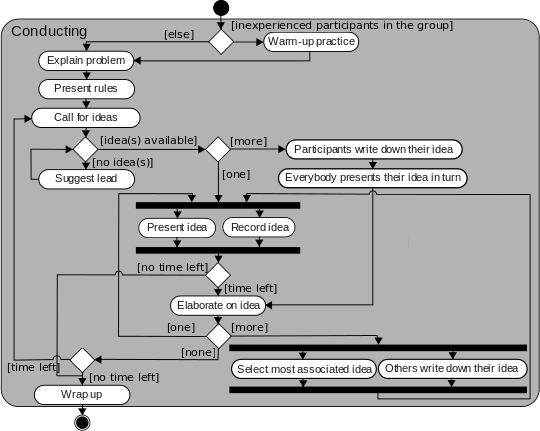 [inexperienced participants in the group]
Conducting
[else]
Warm-up practice
Explain problem
Present rules
Call for ideas
[idea(s) available]
[more]
Participants write down their idea
[no idea(s)]
[one]
Suggest lead
Everybody presents their idea in turn
Present idea
Record idea
[no time left]
[time left]
Elaborate on idea
[one]
[more]
[none]
[time left]
[no time left]
Select most associated idea
Others write down their idea
Wrap up